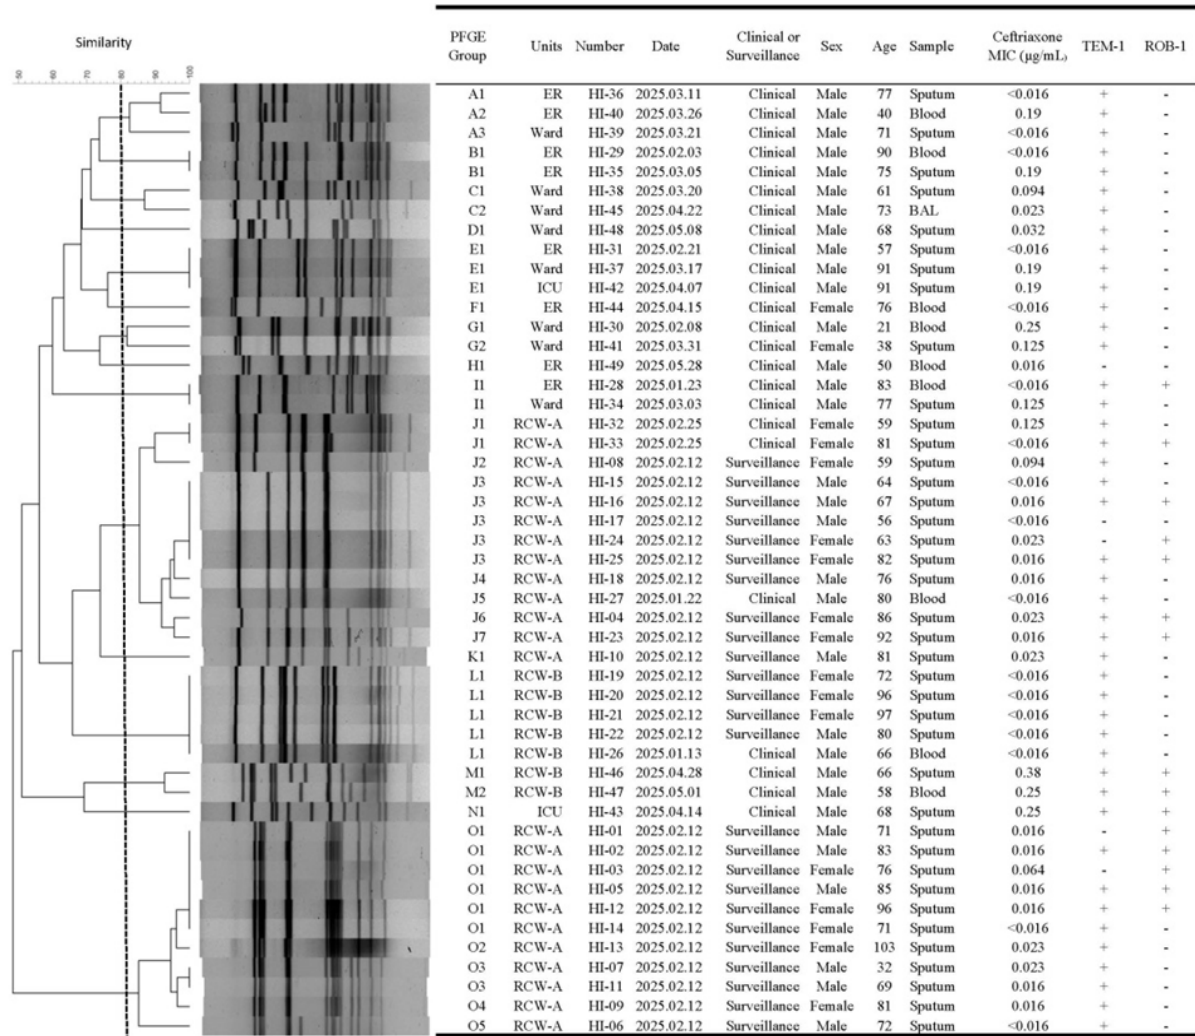 Similarity
50 60 70 80 90 100
PFGE Group Units Number Date Clinical or Surveillance Sex Age Sample Ceftriaxone MIC (µg/mL) TEM-1 ROB-1
A1 ER HI-36 2025.03.11 Clinical Male 77 Sputum <0.016 + -
A2 ER HI-40 2025.03.26 Clinical Male 40 Blood 0.19 + -
A3 Ward HI-39 2025.03.21 Clinical Male 71 Sputum <0.016 + -
B1 ER HI-29 2025.02.03 Clinical Male 90 Blood <0.016 + -
B1 ER HI-35 2025.03.05 Clinical Male 75 Sputum 0.19 + -
C1 Ward HI-38 2025.03.20 Clinical Male 61 Sputum 0.094 + -
C2 Ward HI-45 2025.04.22 Clinical Male 73 BAL 0.023 + -
D1 Ward HI-48 2025.05.08 Clinical Male 68 Sputum 0.032 + -
E1 ER HI-31 2025.02.21 Clinical Male 57 Sputum <0.016 + -
E1 Ward HI-37 2025.03.17 Clinical Male 91 Sputum 0.19 + -
E1 ICU HI-42 2025.04.07 Clinical Male 91 Sputum 0.19 + -
F1 ER HI-44 2025.04.15 Clinical Female 76 Blood <0.016 + -
G1 Ward HI-30 2025.02.08 Clinical Male 21 Blood 0.25 + -
G2 Ward HI-41 2025.03.31 Clinical Female 38 Sputum 0.125 + -
H1 ER HI-49 2025.05.28 Clinical Male 50 Blood 0.016 - -
I1 ER HI-28 2025.01.23 Clinical Male 83 Blood <0.016 + +
I1 Ward HI-34 2025.03.03 Clinical Male 77 Sputum 0.125 + -
J1 RCW-A HI-32 2025.02.25 Clinical Female 59 Sputum 0.125 + -
J1 RCW-A HI-33 2025.02.25 Clinical Female 81 Sputum <0.016 + +
J2 RCW-A HI-08 2025.02.12 Surveillance Female 59 Sputum 0.094 + -
J3 RCW-A HI-15 2025.02.12 Surveillance Male 64 Sputum <0.016 + -
J3 RCW-A HI-16 2025.02.12 Surveillance Male 67 Sputum 0.016 + +
J3 RCW-A HI-17 2025.02.12 Surveillance Male 56 Sputum <0.016 - -
J3 RCW-A HI-24 2025.02.12 Surveillance Female 63 Sputum 0.023 - +
J3 RCW-A HI-25 2025.02.12 Surveillance Female 82 Sputum 0.016 + +
J4 RCW-A HI-18 2025.02.12 Surveillance Male 76 Sputum 0.016 + -
J5 RCW-A HI-27 2025.01.22 Clinical Male 80 Blood <0.016 + -
J6 RCW-A HI-04 2025.02.12 Surveillance Female 86 Sputum 0.023 + +
J7 RCW-A HI-23 2025.02.12 Surveillance Female 92 Sputum 0.016 + +
K1 RCW-A HI-10 2025.02.12 Surveillance Male 81 Sputum 0.023 + -
L1 RCW-B HI-19 2025.02.12 Surveillance Female 72 Sputum <0.016 + -
L1 RCW-B HI-20 2025.02.12 Surveillance Female 96 Sputum <0.016 + -
L1 RCW-B HI-21 2025.02.12 Surveillance Female 97 Sputum <0.016 + -
L1 RCW-B HI-22 2025.02.12 Surveillance Male 80 Sputum <0.016 + -
L1 RCW-B HI-26 2025.01.13 Clinical Male 66 Blood <0.016 + -
M1 RCW-B HI-46 2025.04.28 Clinical Male 66 Sputum 0.38 + +
M2 RCW-B HI-47 2025.05.01 Clinical Male 58 Blood 0.25 + +
N1 ICU HI-43 2025.04.14 Clinical Male 68 Sputum 0.25 + +
O1 RCW-A HI-01 2025.02.12 Surveillance Male 71 Sputum 0.016 - +
O1 RCW-A HI-02 2025.02.12 Surveillance Male 83 Sputum 0.016 + +
O1 RCW-A HI-03 2025.02.12 Surveillance Female 76 Sputum 0.064 - +
O1 RCW-A HI-05 2025.02.12 Surveillance Male 85 Sputum 0.016 + +
O1 RCW-A HI-12 2025.02.12 Surveillance Female 96 Sputum 0.016 + +
O1 RCW-A HI-14 2025.02.12 Surveillance Female 71 Sputum <0.016 + -
O2 RCW-A HI-13 2025.02.12 Surveillance Female 103 Sputum 0.023 + -
O3 RCW-A HI-07 2025.02.12 Surveillance Male 32 Sputum 0.023 + -
O3 RCW-A HI-11 2025.02.12 Surveillance Male 69 Sputum 0.016 + -
O4 RCW-A HI-09 2025.02.12 Surveillance Female 81 Sputum 0.016 + -
O5 RCW-A HI-06 2025.02.12 Surveillance Male 72 Sputum <0.016 + -